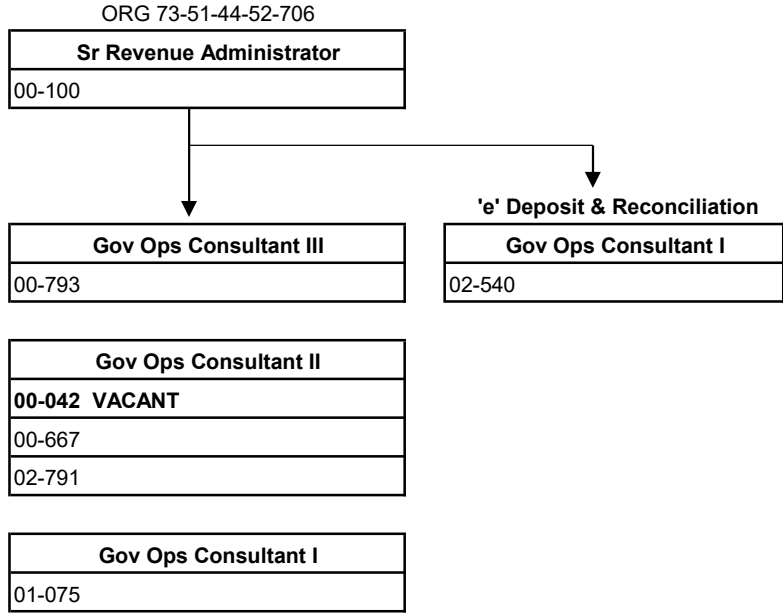 ORG 73-51-44-52-706
Sr Revenue Administrator
00-100
Gov Ops Consultant III
00-793
'e' Deposit & Reconciliation
Gov Ops Consultant I
02-540
Gov Ops Consultant II
00-042 VACANT
00-667
02-791
Gov Ops Consultant I
01-075